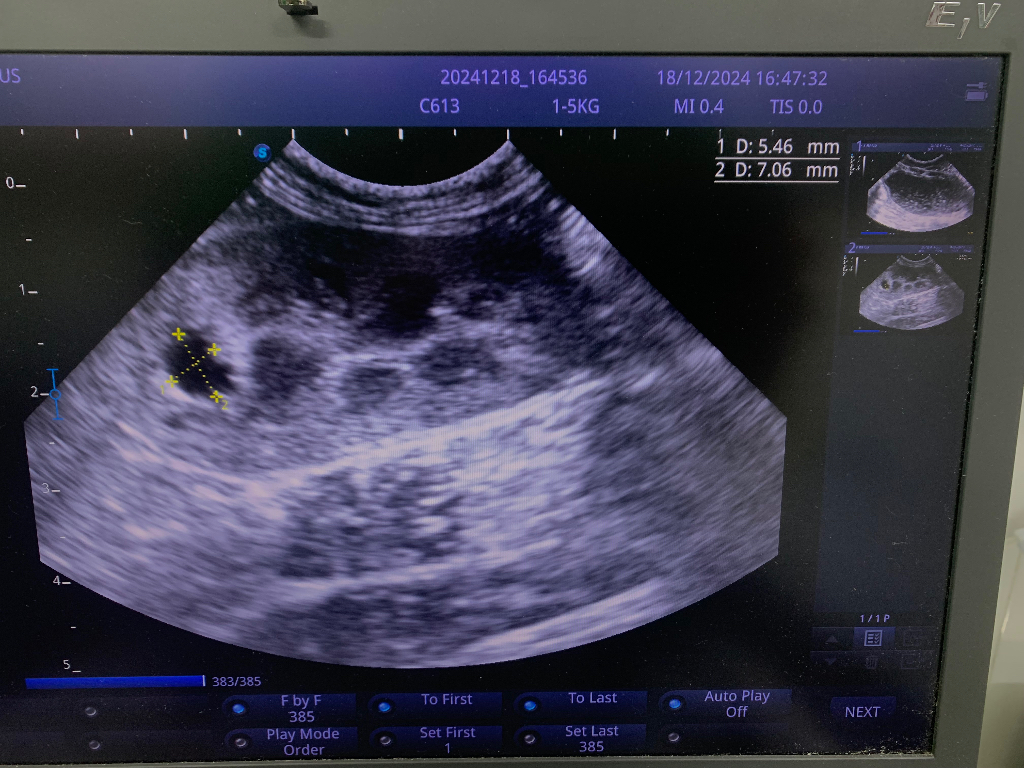 E,V
US
20241218_164536
18/12/2024 16:47:32
C613
1-5KG
MI 0.4
TIS 0.0
S
1 D: 5.46 mm
2 D: 7.06 mm
1
2
0
1
2
3
4
5
1
2
1/1P
383/385
F by F
385
To First
To Last
Auto Play
Off
NEXT
Play Mode
Order
Set First
1
Set Last
385